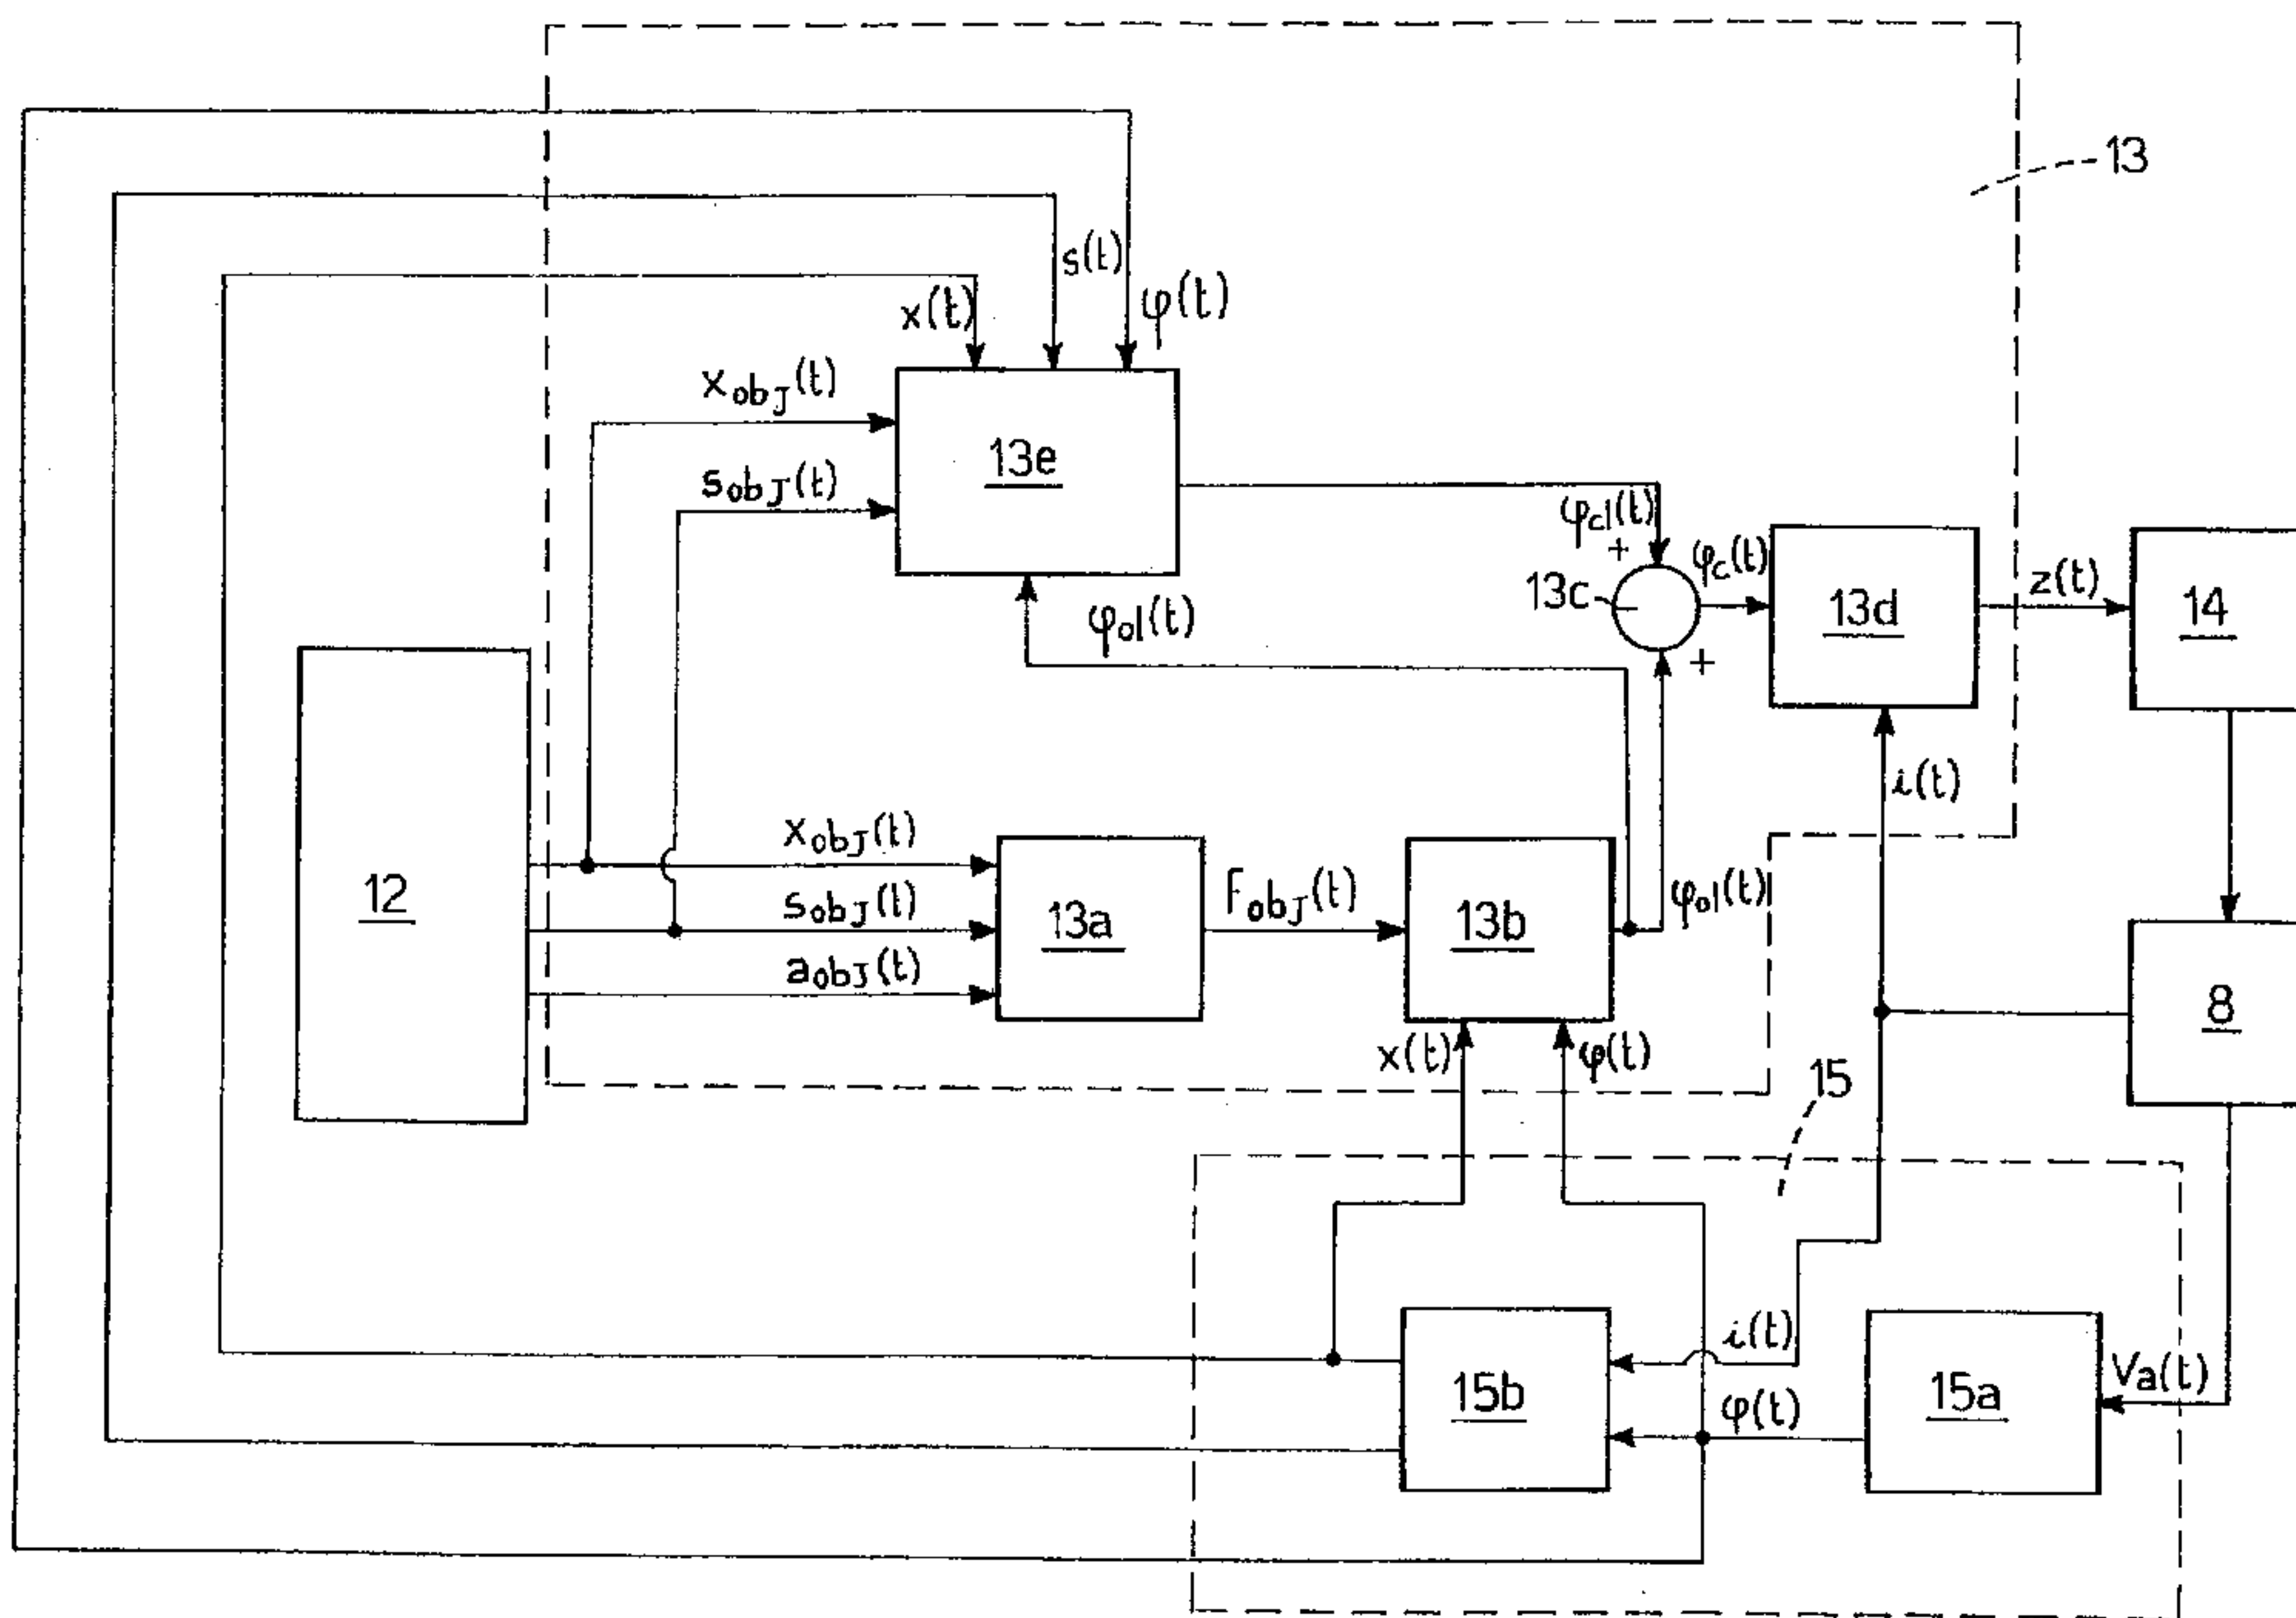 13
s(t)
φ(t)
x(t)
xobJ(t)
13e
sobJ(t)
φcl(t)
+
φc(t)
13c
13d
z(t)
14
φol(t)
+
i(t)
xobJ(t)
12
sobJ(t)
13a
FobJ(t)
13b
φol(t)
aobJ(t)
8
x(t)
φ(t)
15
i(t)
15b
15a
Va(t)
φ(t)